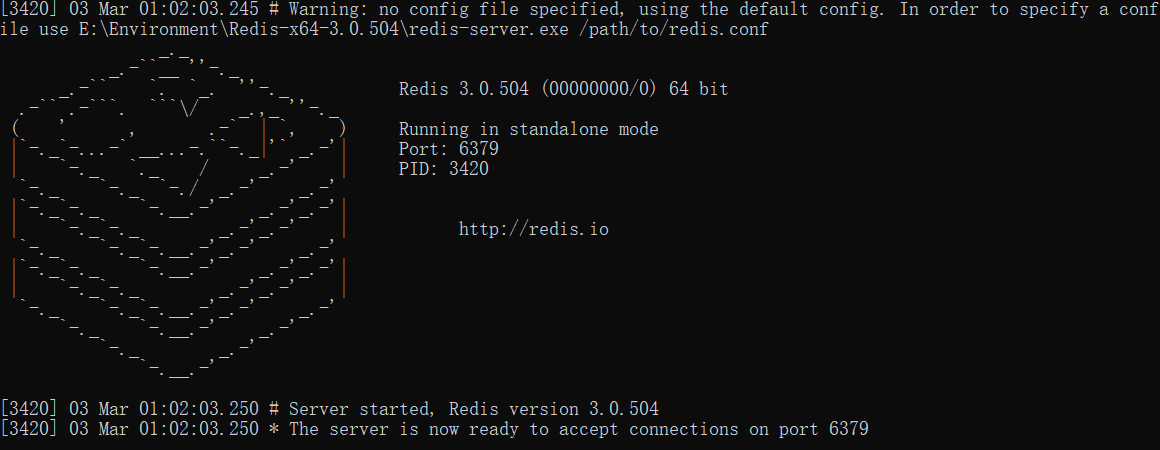 [3420] 03 Mar 01:02:03.245 # Warning: no config file specified, using the default config. In order to specify a conf
ile use E:\Environment\Redis-x64-3.0.504\redis-server.exe /path/to/redis.conf
Redis 3.0.504 (00000000/0) 64 bit
Running in standalone mode
Port: 6379
PID: 3420
http://redis.io
[3420] 03 Mar 01:02:03.250 # Server started, Redis version 3.0.504
[3420] 03 Mar 01:02:03.250 * The server is now ready to accept connections on port 6379